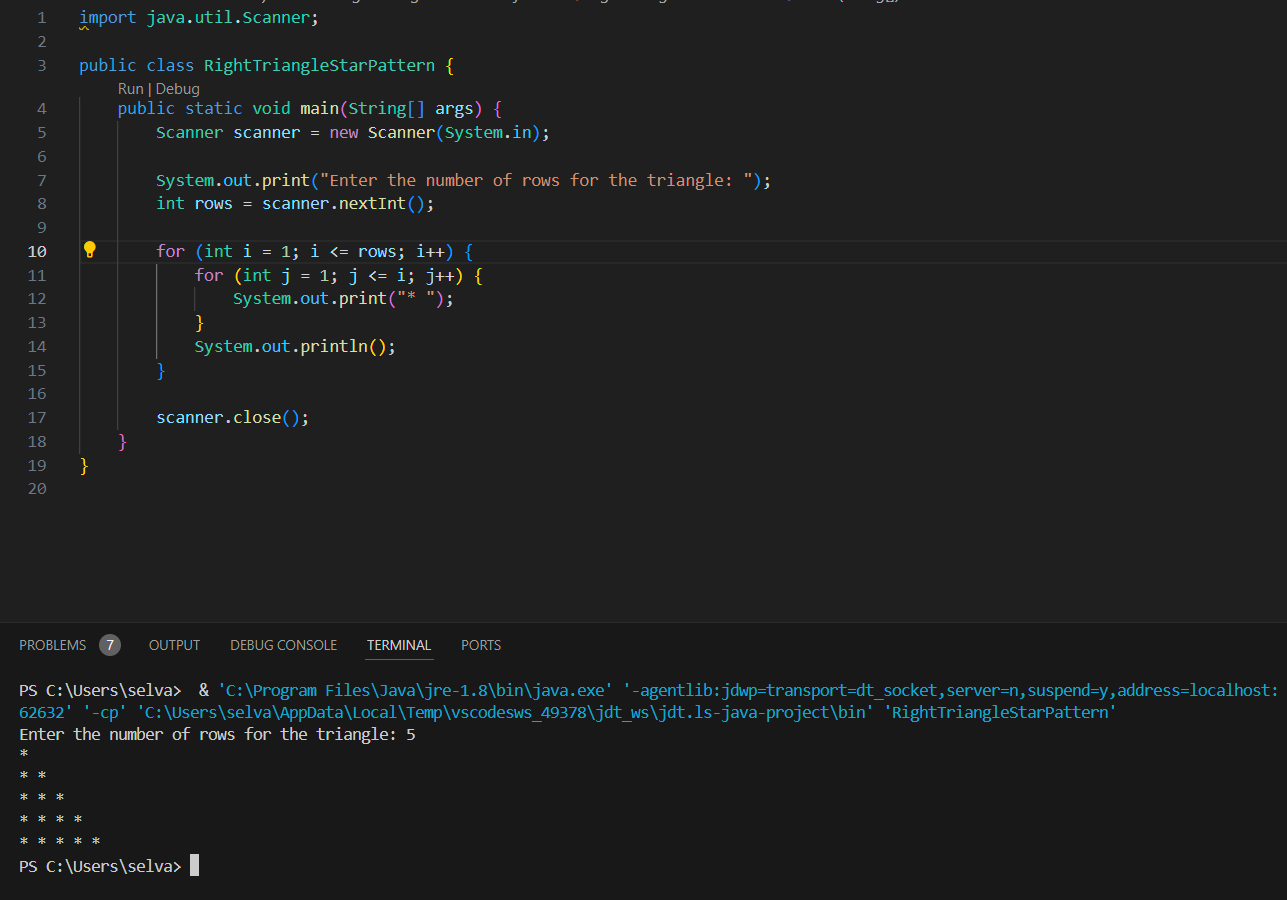 1 import java.util.Scanner;
2
3 public class RightTriangleStarPattern {
Run | Debug
4     public static void main(String[] args) {
5         Scanner scanner = new Scanner(System.in);
6
7         System.out.print("Enter the number of rows for the triangle: ");
8         int rows = scanner.nextInt();
9
10         for (int i = 1; i <= rows; i++) {
11             for (int j = 1; j <= i; j++) {
12                 System.out.print("* ");
13             }
14             System.out.println();
15         }
16
17         scanner.close();
18     }
19 }
20
PROBLEMS 7 OUTPUT DEBUG CONSOLE TERMINAL PORTS
PS C:\Users\selva>  & 'C:\Program Files\Java\jre-1.8\bin\java.exe' '-agentlib:jdwp=transport=dt_socket,server=n,suspend=y,address=localhost:
62632' '-cp' 'C:\Users\selva\AppData\Local\Temp\vscodesws_49378\jdt_ws\jdt.ls-java-project\bin' 'RightTriangleStarPattern'
Enter the number of rows for the triangle: 5
*
* *
* * *
* * * *
* * * * *
PS C:\Users\selva>